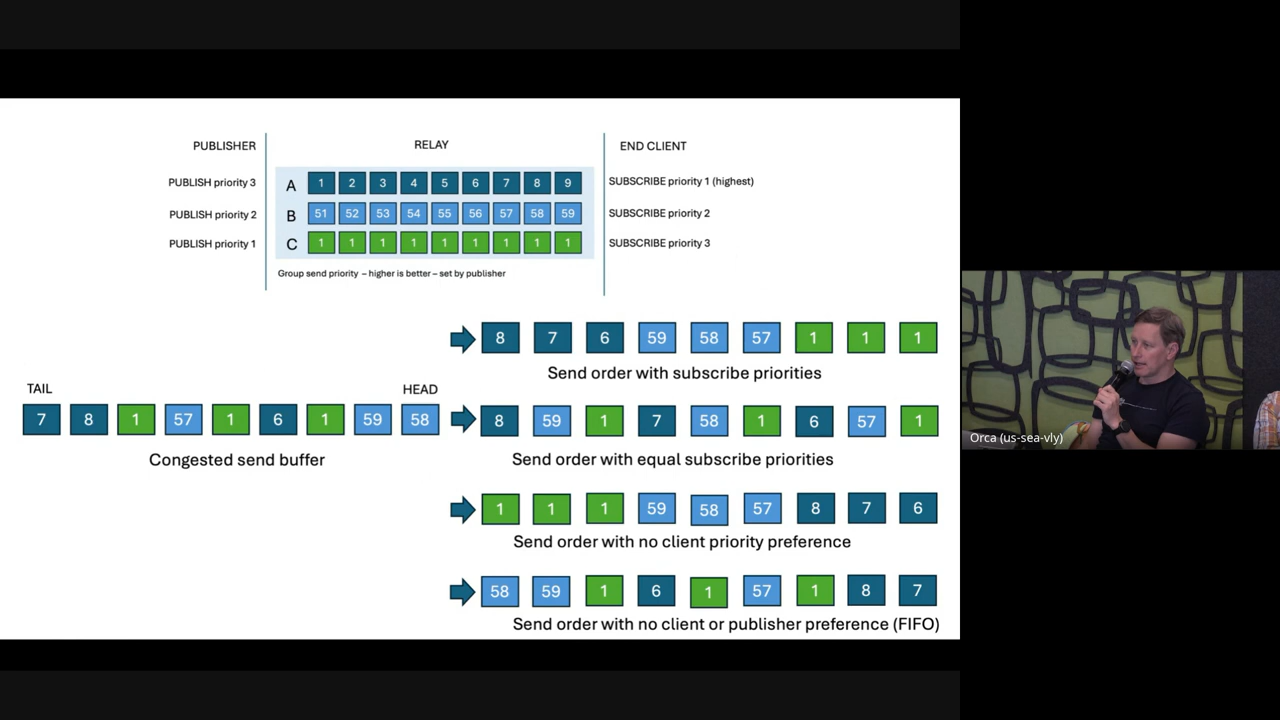 PUBLISHER RELAY END CLIENT
PUBLISH priority 3 A 1 2 3 4 5 6 7 8 9 SUBSCRIBE priority 1 (highest)
PUBLISH priority 2 B 51 52 53 54 55 56 57 58 59 SUBSCRIBE priority 2
PUBLISH priority 1 C 1 1 1 1 1 1 1 1 1 SUBSCRIBE priority 3
Group send priority – higher is better – set by publisher
8 7 6 59 58 57 1 1 1
Send order with subscribe priorities
TAIL HEAD
7 8 1 57 1 6 1 59 58
Congested send buffer
8 59 1 7 58 1 6 57 1
Send order with equal subscribe priorities
1 1 1 59 58 57 8 7 6
Send order with no client priority preference
58 59 1 6 1 57 1 8 7
Send order with no client or publisher preference (FIFO)
Orca (us-sea-vly)